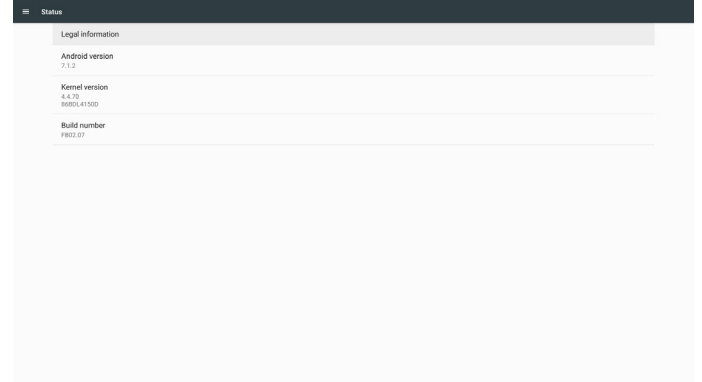 Status
Legal information
Android version
7.1.2
Kernel version
4.4.70
86BDL4150D
Build number
FB02.07